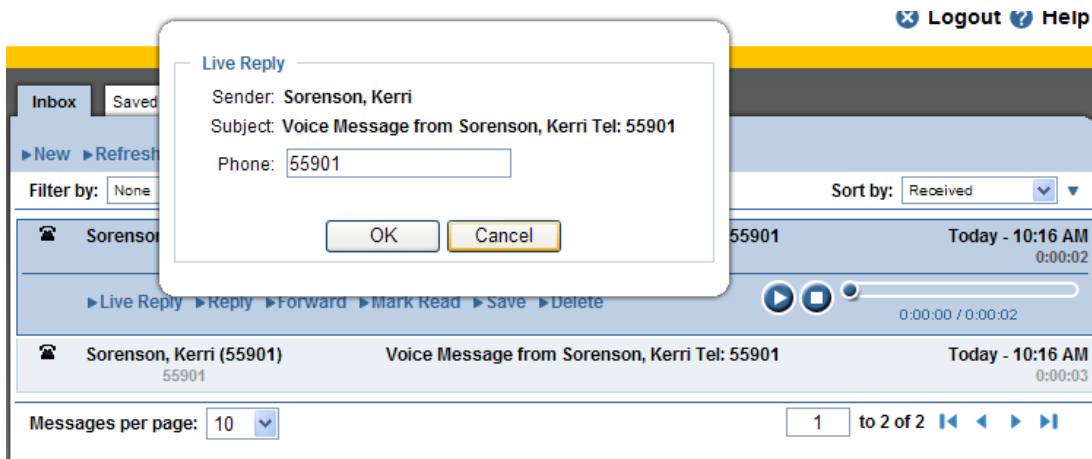 Logout Help
Live Reply
Sender: Sorenson, Kerri
Subject: Voice Message from Sorenson, Kerri Tel: 55901
Phone: 55901
OK Cancel
Inbox Saved
New Refresh
Filter by: None Sort by: Received
55901 Today - 10:16 AM
0:00:02
Live Reply Reply Forward Mark Read Save Delete
0:00:00 / 0:00:02
Sorenson, Kerri (55901) Voice Message from Sorenson, Kerri Tel: 55901 Today - 10:16 AM
55901 0:00:03
Messages per page: 10 1 to 2 of 2